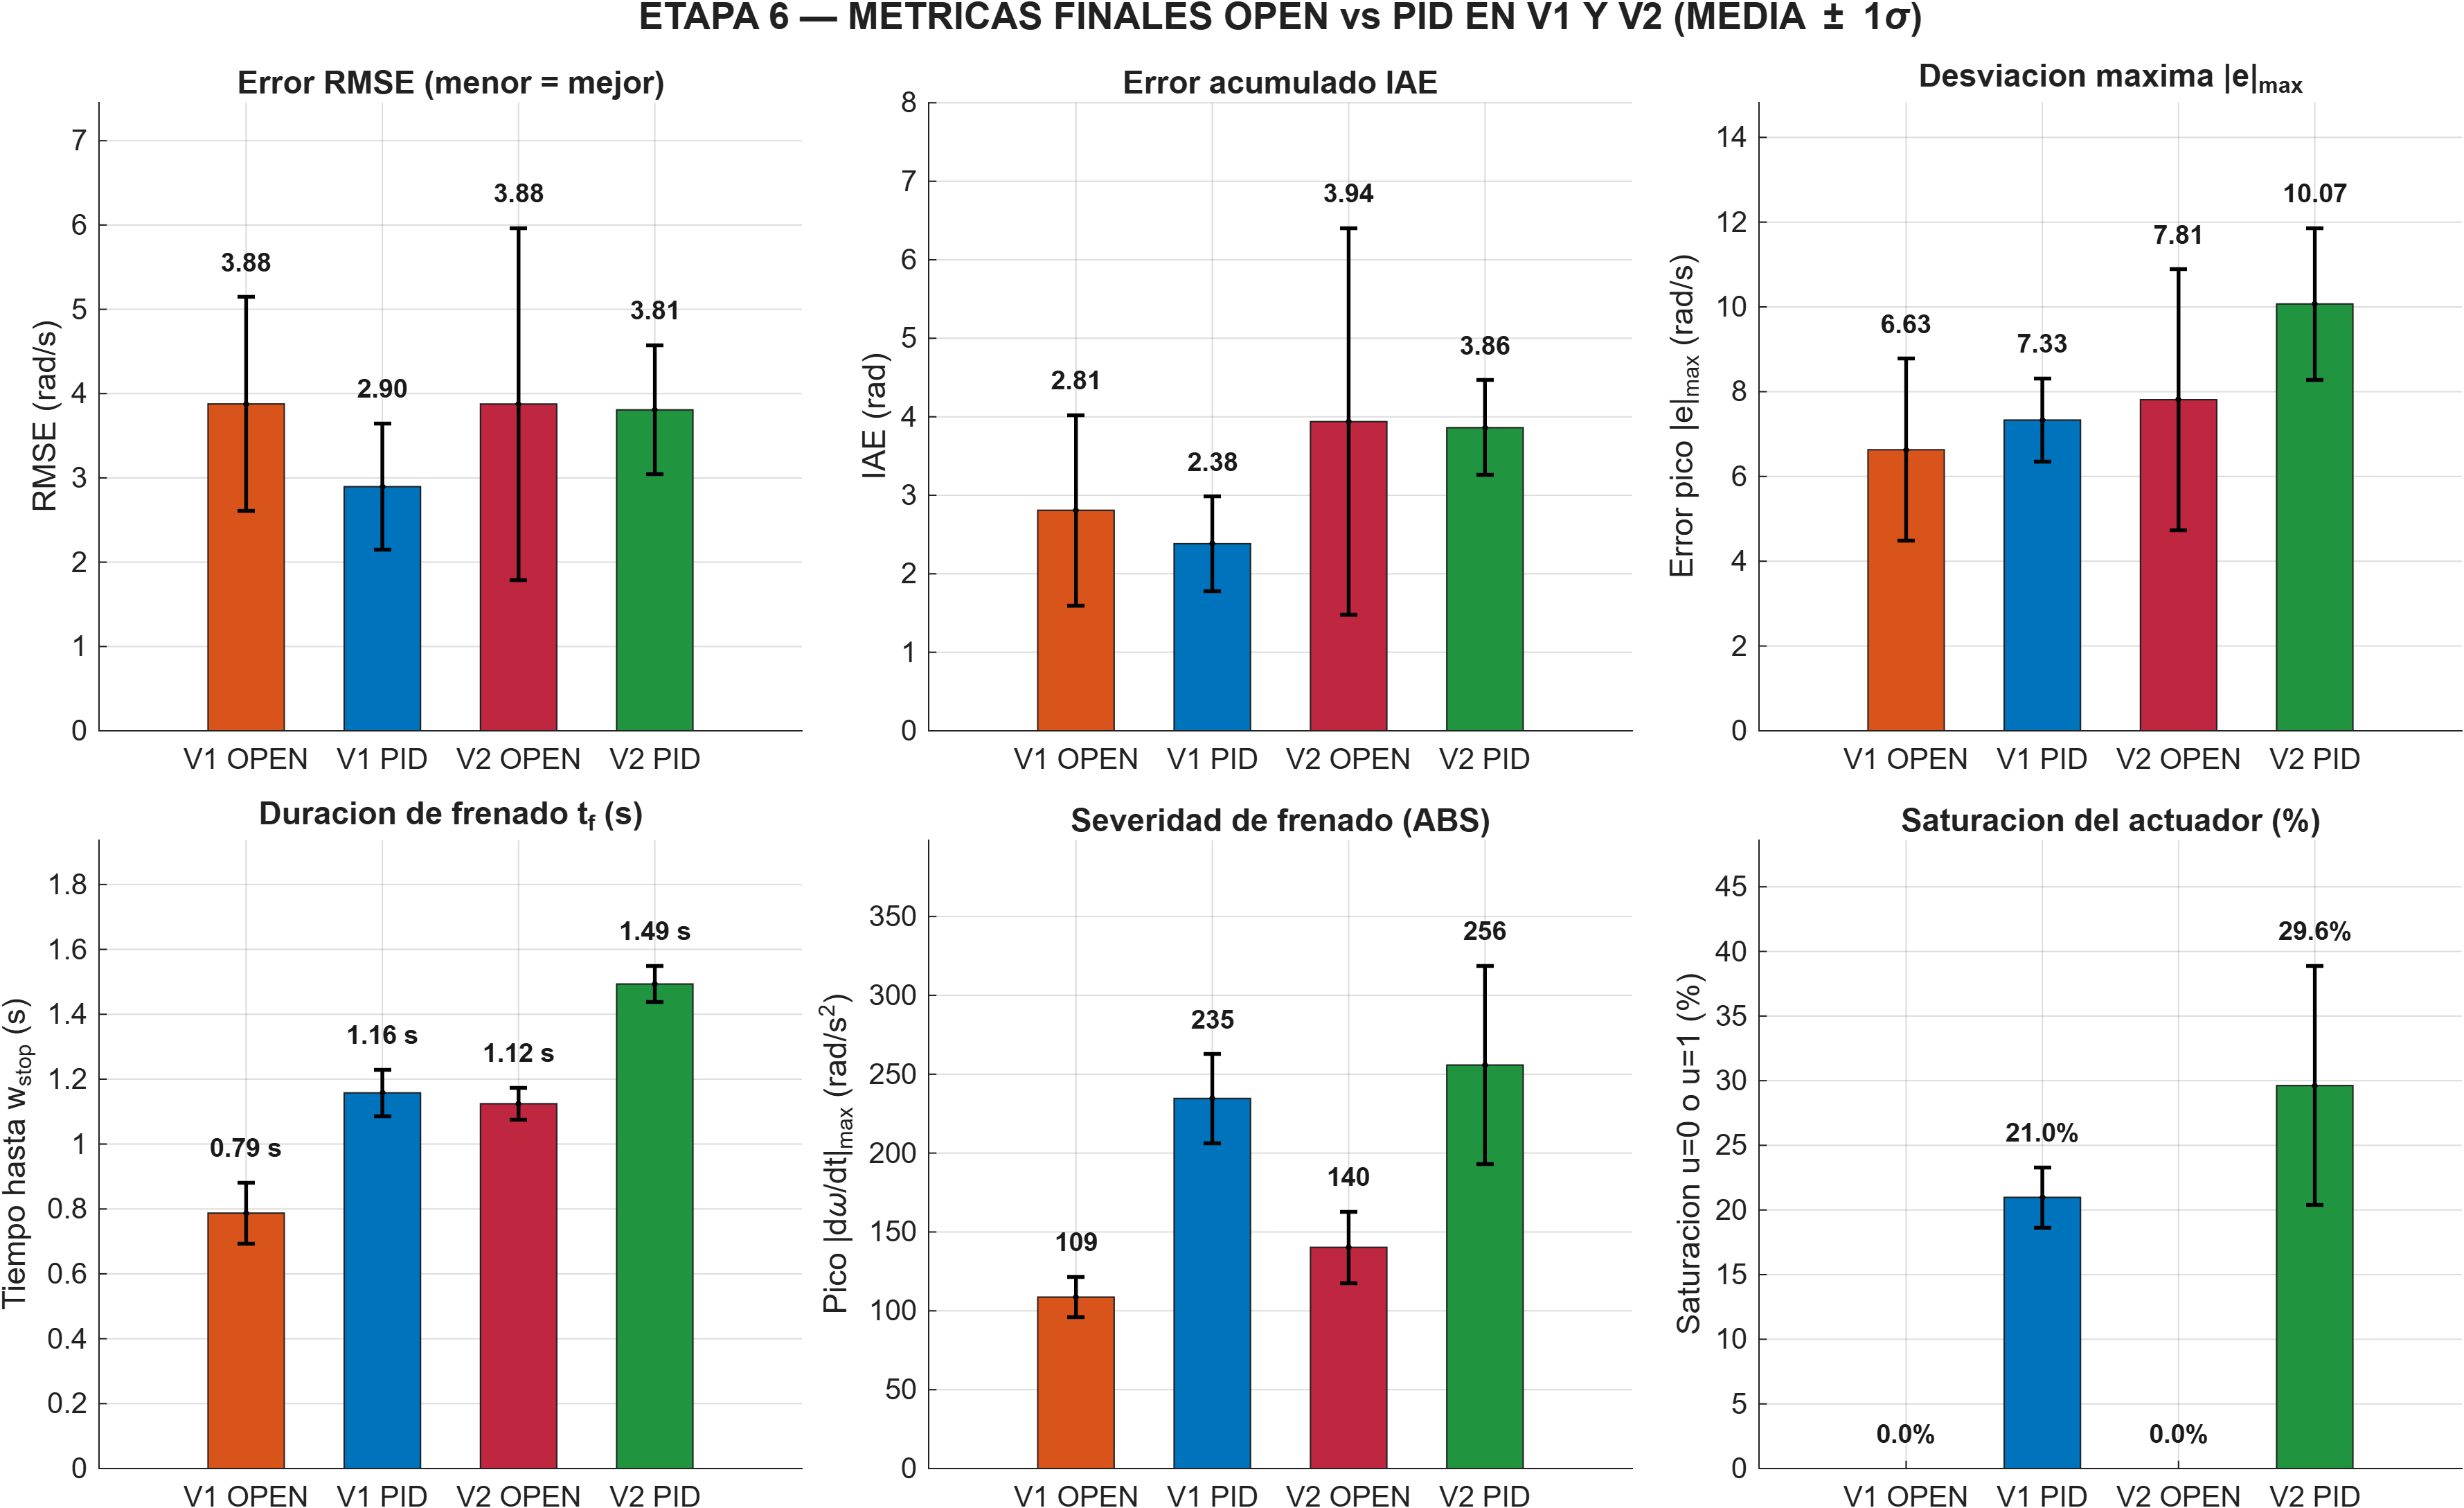 ETAPA 6 — METRICAS FINALES OPEN vs PID EN V1 Y V2 (MEDIA ± 1σ)
Error RMSE (menor = mejor)
RMSE (rad/s)
7
6
5
4
3
2
1
0
3.88
2.90
3.88
3.81
V1 OPEN
V1 PID
V2 OPEN
V2 PID
Error acumulado IAE
IAE (rad)
8
7
6
5
4
3
2
1
0
2.81
2.38
3.94
3.86
V1 OPEN
V1 PID
V2 OPEN
V2 PID
Desviacion maxima |e|max
Error pico |e|max (rad/s)
14
12
10
8
6
4
2
0
6.63
7.33
7.81
10.07
V1 OPEN
V1 PID
V2 OPEN
V2 PID
Duracion de frenado tf (s)
Tiempo hasta wstop (s)
1.8
1.6
1.4
1.2
1
0.8
0.6
0.4
0.2
0
0.79 s
1.16 s
1.12 s
1.49 s
V1 OPEN
V1 PID
V2 OPEN
V2 PID
Severidad de frenado (ABS)
Pico |dω/dt|max (rad/s2)
350
300
250
200
150
100
50
0
109
235
140
256
V1 OPEN
V1 PID
V2 OPEN
V2 PID
Saturacion del actuador (%)
Saturacion u=0 o u=1 (%)
45
40
35
30
25
20
15
10
5
0
0.0%
21.0%
0.0%
29.6%
V1 OPEN
V1 PID
V2 OPEN
V2 PID